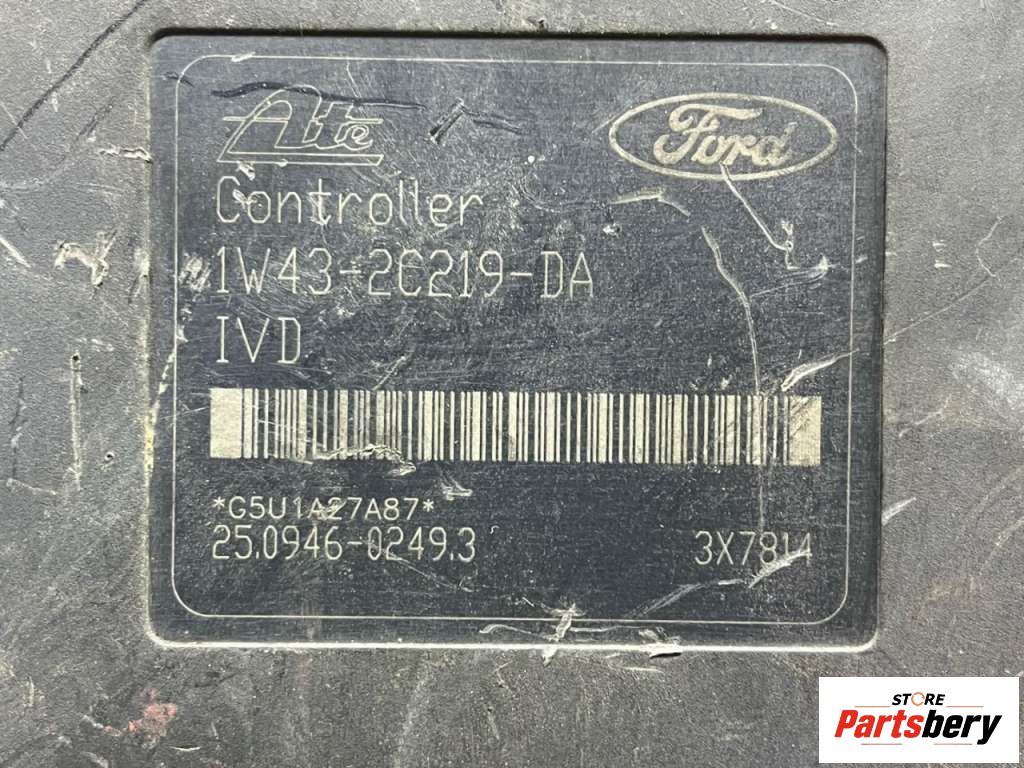 Ate
Ford
Controller
1W43-2C219-DA
IVD
*G5U1A27A87*
25.0946-0249.3
3X7814
STORE
Partsbery